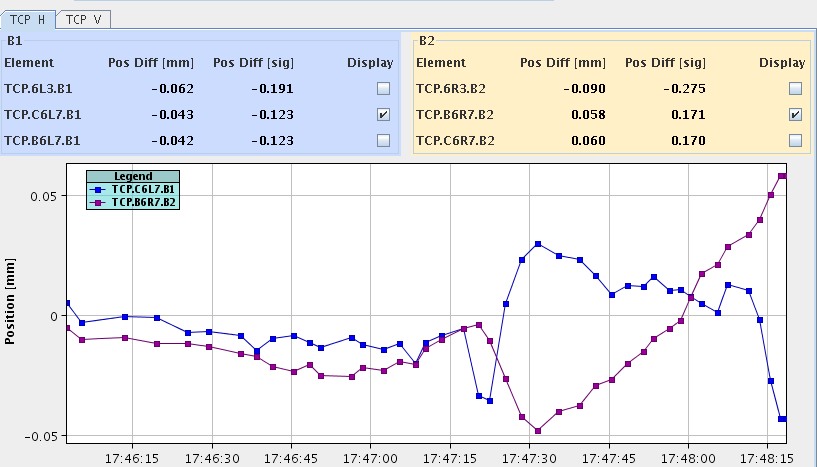 TCP H TCP V
B1 B2
Element Pos Diff [mm] Pos Diff [sig] Display Element Pos Diff [mm] Pos Diff [sig] Display
TCP.6L3.B1 -0.062 -0.191 TCP.6R3.B2 -0.090 -0.275
TCP.C6L7.B1 -0.043 -0.123 TCP.B6R7.B2 0.058 0.171
TCP.B6L7.B1 -0.042 -0.123 TCP.C6R7.B2 0.060 0.170
Legend
TCP.C6L7.B1
TCP.B6R7.B2
0.05
0
-0.05
Position [mm]
17:46:15 17:46:30 17:46:45 17:47:00 17:47:15 17:47:30 17:47:45 17:48:00 17:48:15